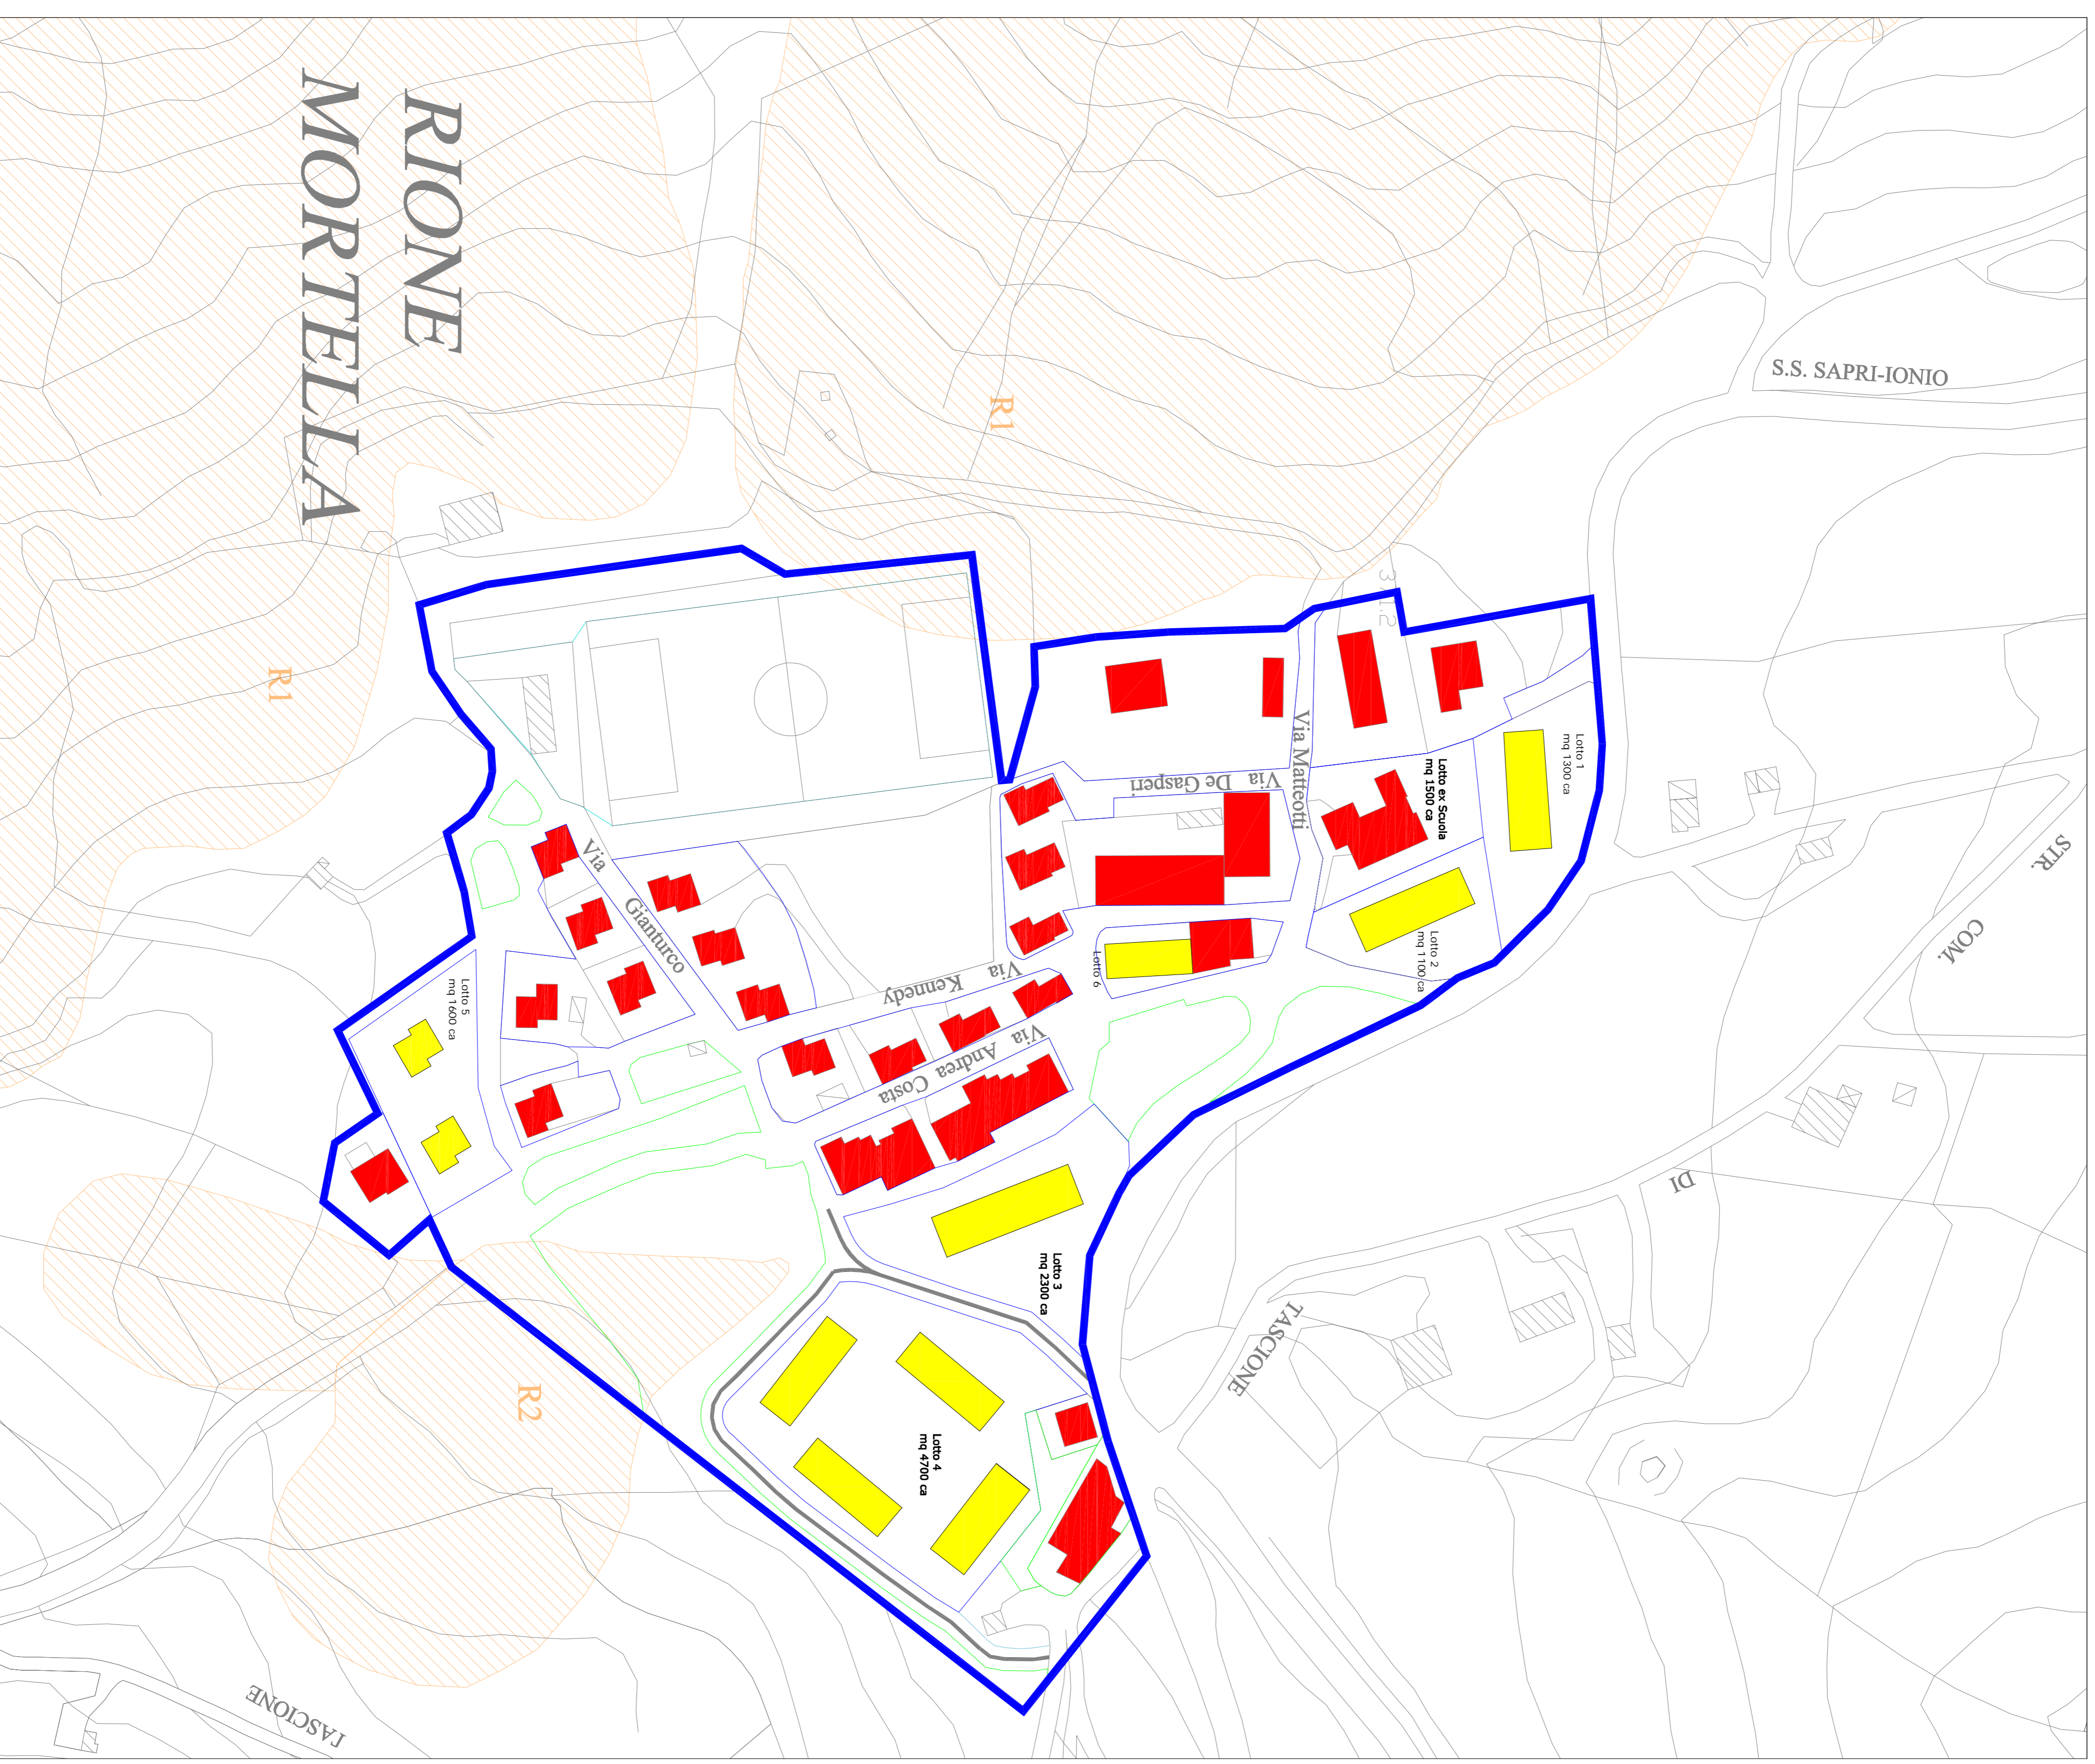 RIONE
MORTELLA
S.S. SAPRI-IONIO
R1
R1
R2
Via Matteotti
Via De Gasperi
Lotto 1
mq 1300 ca
Lotto ex Scuola
mq 1500 ca
Lotto 2
mq 1100 ca
Lotto 6
Via Gianturco
Via Kennedy
Via Andrea Costa
Lotto 5
mq 1600 ca
Lotto 3
mq 2300 ca
Lotto 4
mq 4700 ca
STR.
COM.
DI
TASCIONE
TASCIONE